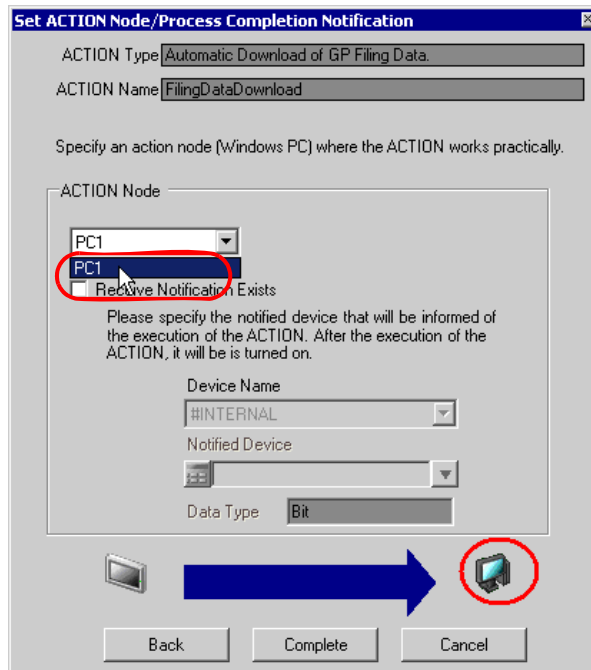 Set ACTION Node/Process Completion Notification
ACTION Type Automatic Download of GP Filing Data.
ACTION Name FilingDataDownload
Specify an action node (Windows PC) where the ACTION works practically.
ACTION Node
PC1
PC1
Receive Notification Exists
Please specify the notified device that will be informed of
the execution of the ACTION. After the execution of the
ACTION, it will be is turned on.
Device Name
#INTERNAL
Notified Device
Data Type Bit
Back Complete Cancel